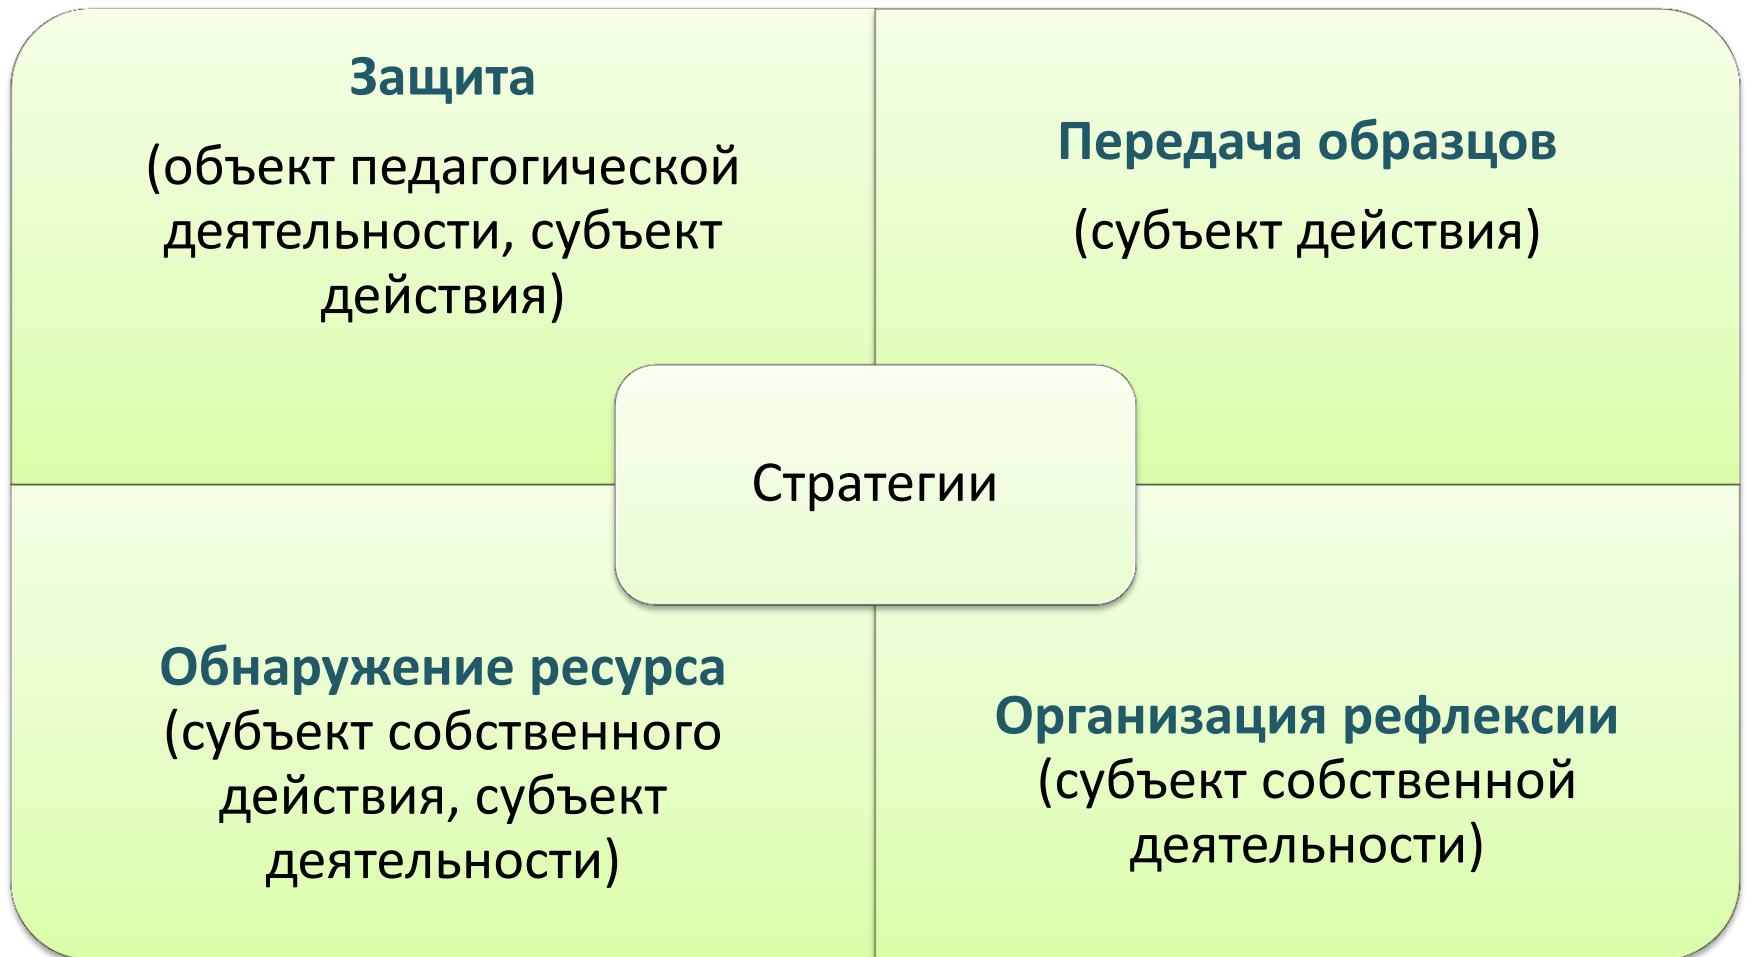 Защита
(объект педагогической
деятельности, субъект
действия)
Передача образцов
(субъект действия)
Стратегии
Обнаружение ресурса
(субъект собственного
действия, субъект
деятельности)
Организация рефлексии
(субъект собственной
деятельности)